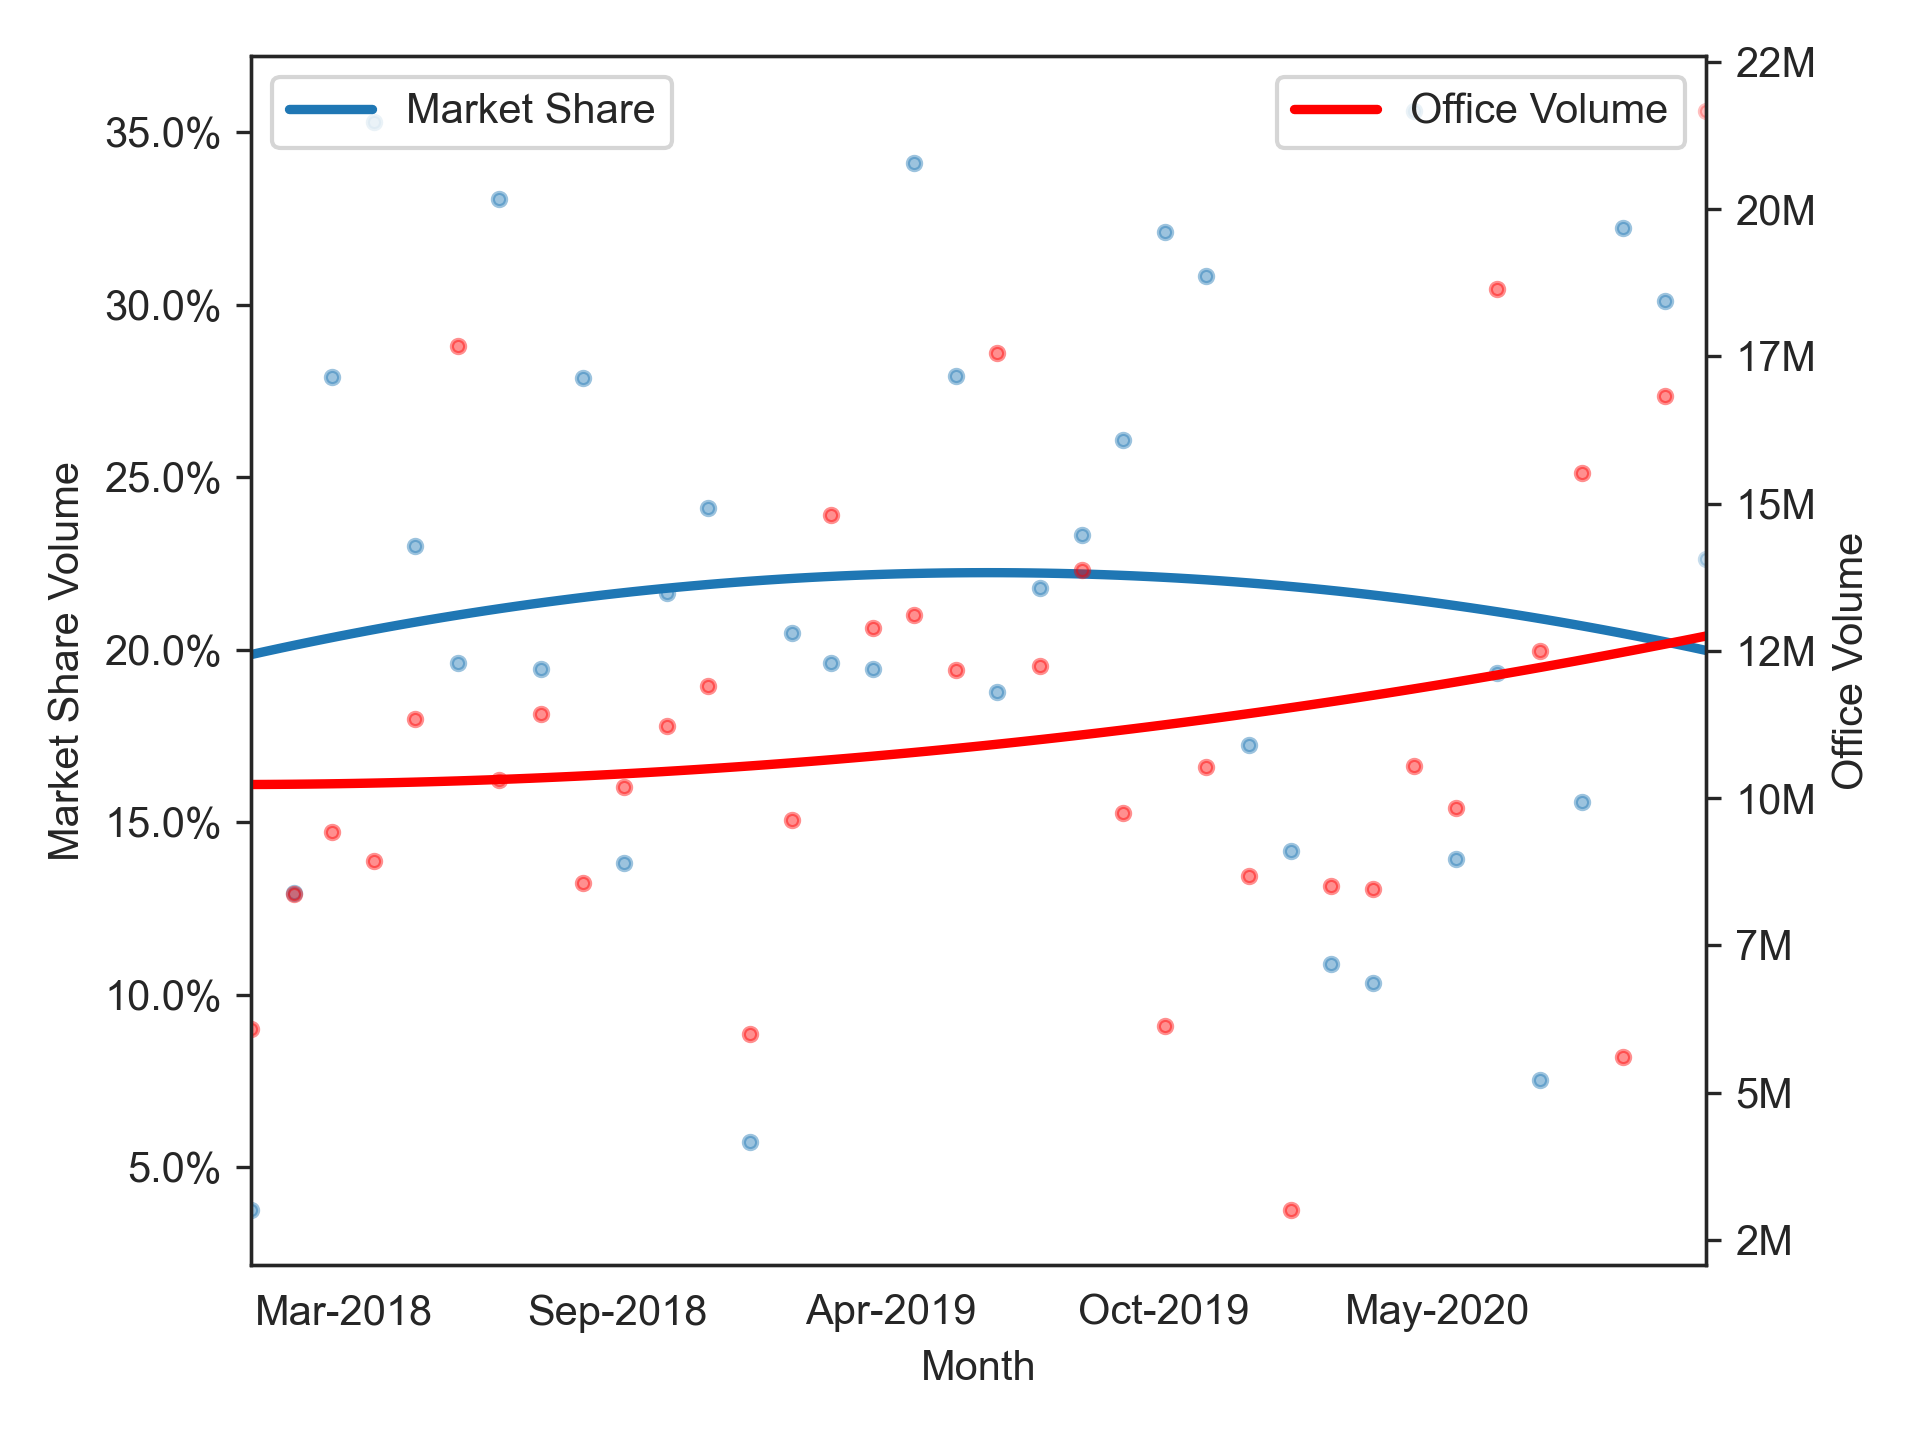 Market Share
Office Volume
35.0%
30.0%
25.0%
20.0%
15.0%
10.0%
5.0%
Market Share Volume
22M
20M
17M
15M
12M
10M
7M
5M
2M
Office Volume
Mar-2018
Sep-2018
Apr-2019
Oct-2019
May-2020
Month